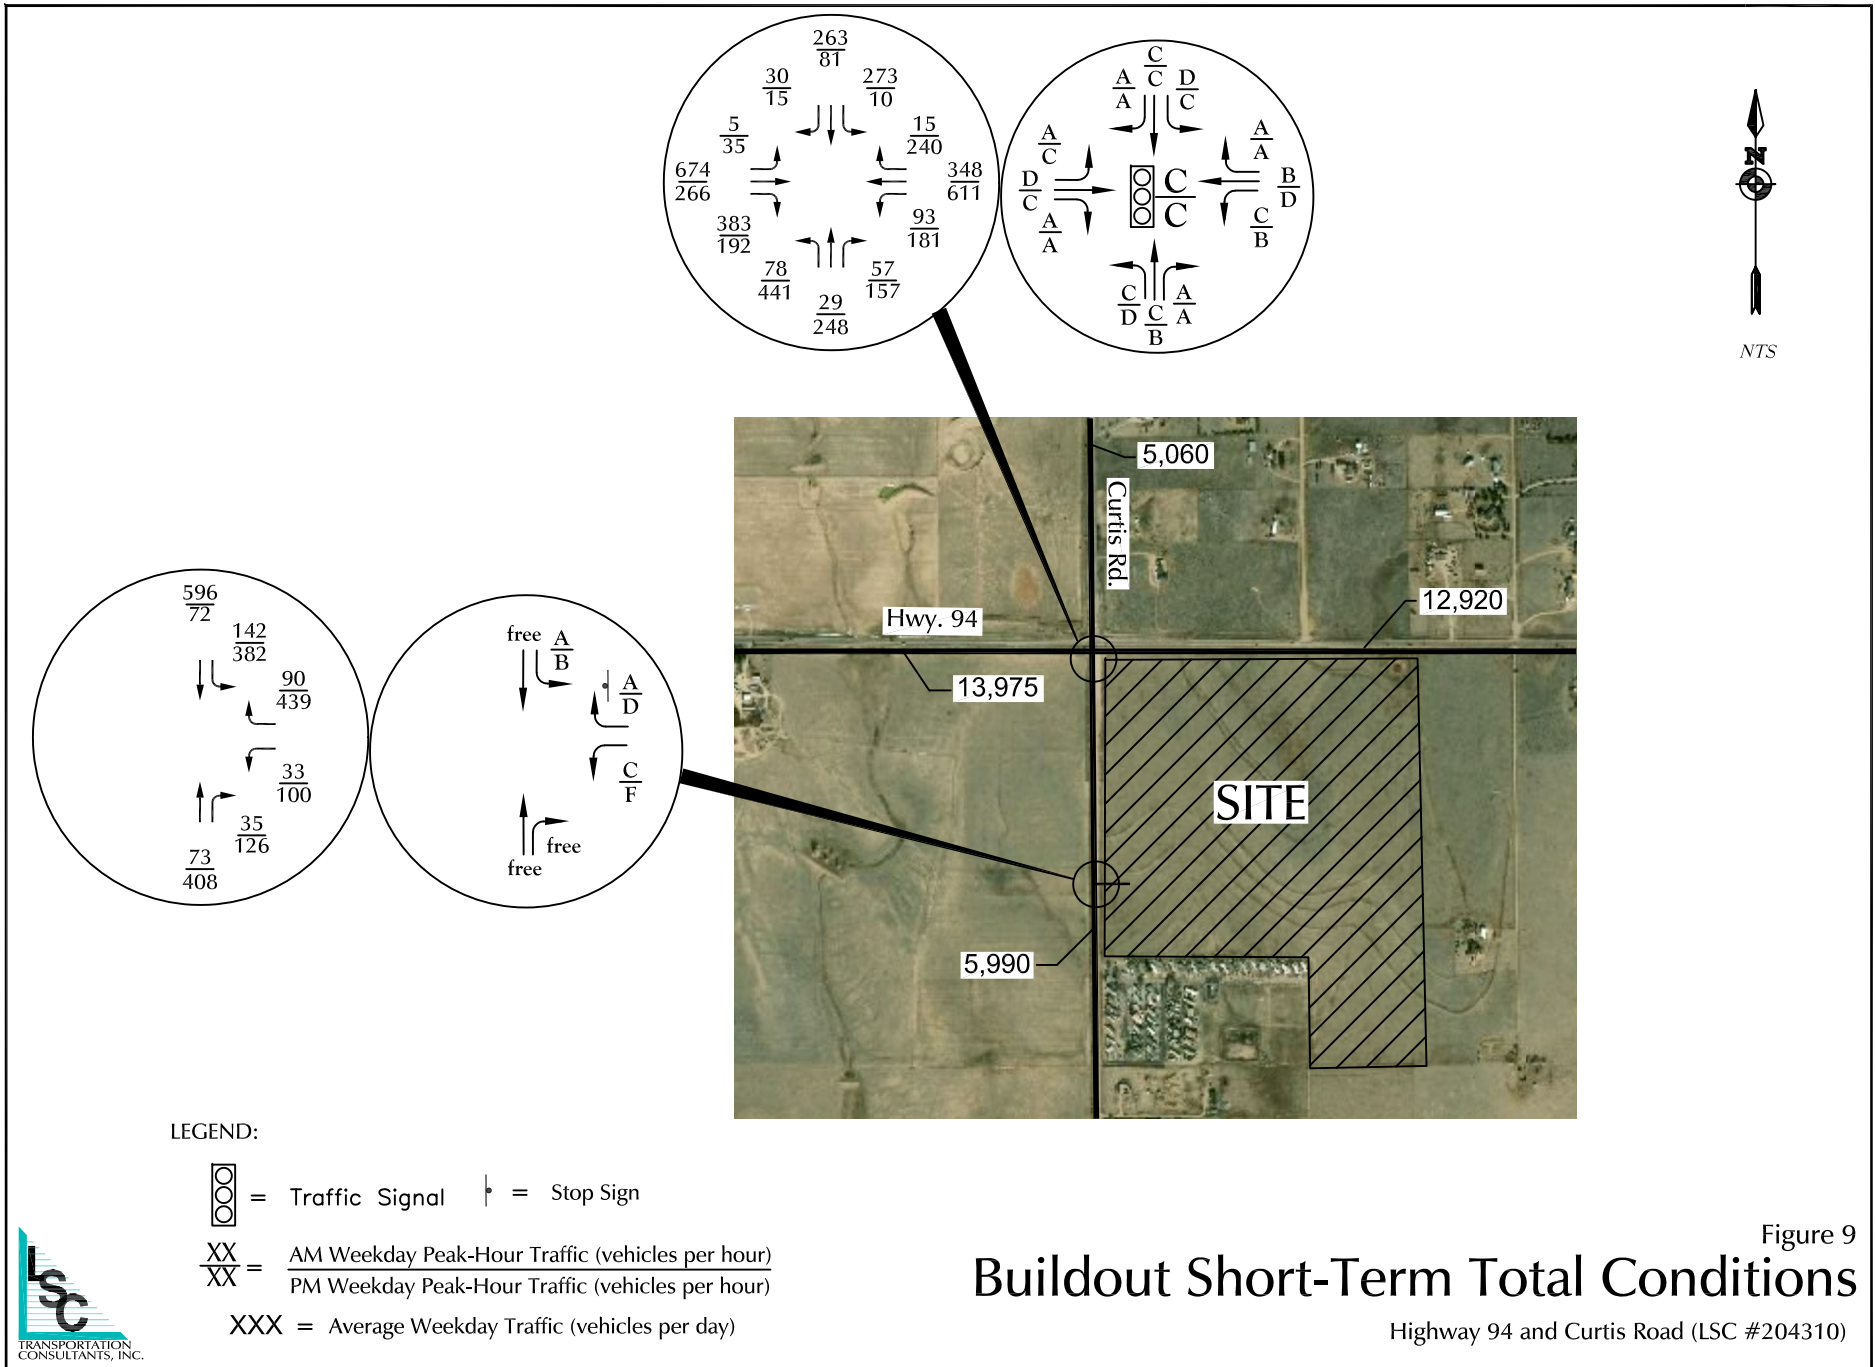 263
81
30
15
273
10
5
35
15
240
674
266
348
611
383
192
93
181
78
441
57
157
29
248
C
C
A
A
D
C
A
C
A
A
D
C
C
C
B
D
A
A
C
B
C
D
A
A
C
B
N
NTS
5,060
Curtis Rd.
Hwy. 94
12,920
13,975
SITE
5,990
596
72
142
382
90
439
33
100
35
126
73
408
free
A
B
A
D
C
F
free
free
LEGEND:
= Traffic Signal
= Stop Sign
XX
XX
=
AM Weekday Peak-Hour Traffic (vehicles per hour)
PM Weekday Peak-Hour Traffic (vehicles per hour)
XXX = Average Weekday Traffic (vehicles per day)
LSC
TRANSPORTATION
CONSULTANTS, INC.
Figure 9
Buildout Short-Term Total Conditions
Highway 94 and Curtis Road (LSC #204310)